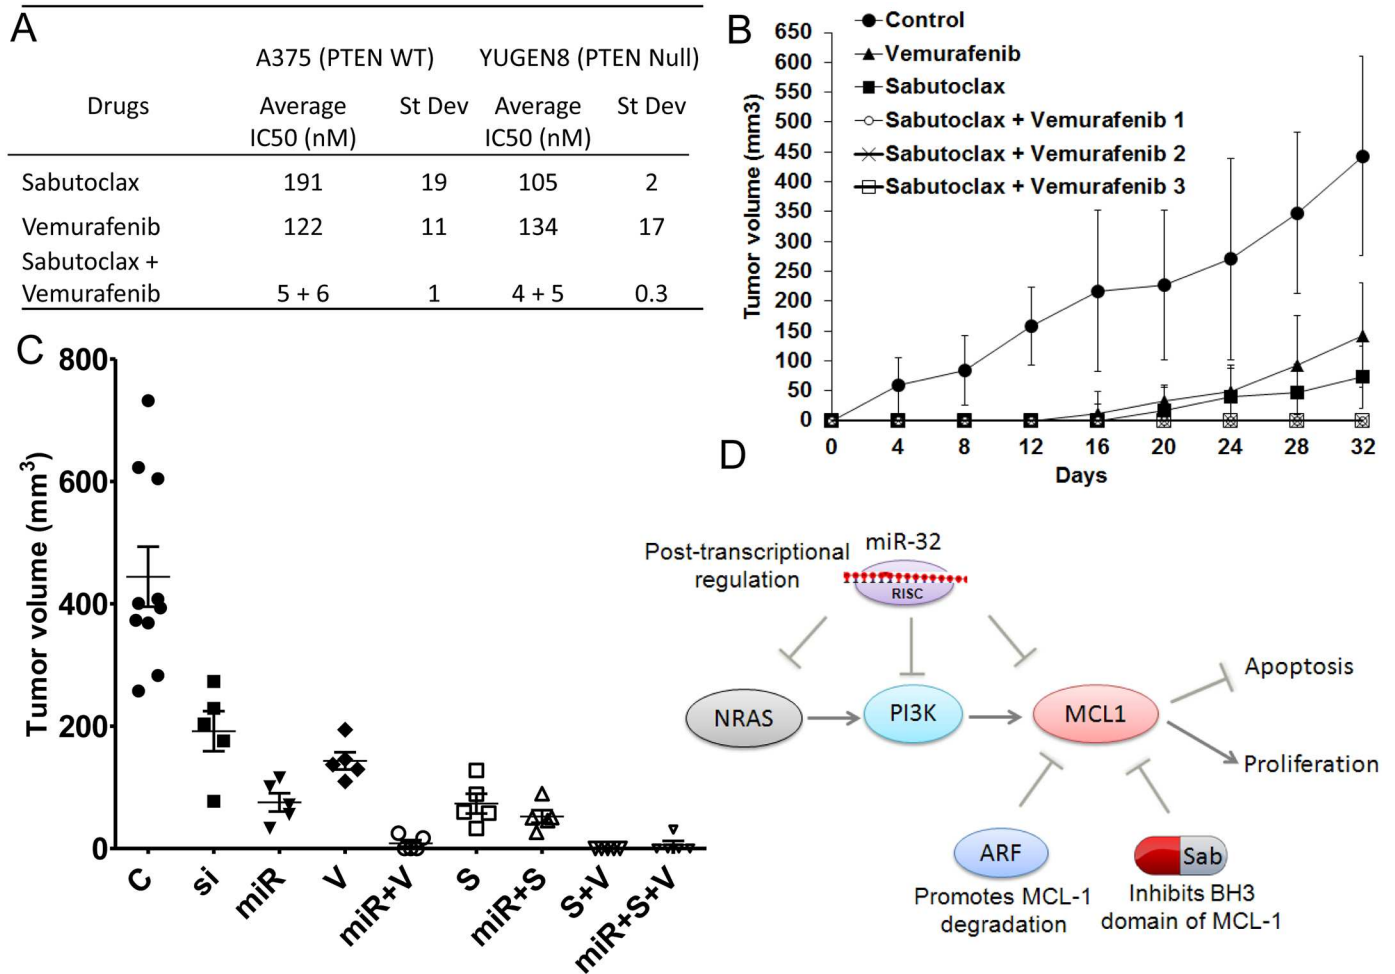 A
A375 (PTEN WT) YUGEN8 (PTEN Null)
Drugs Average IC50 (nM) St Dev Average IC50 (nM) St Dev
Sabutoclax 191 19 105 2
Vemurafenib 122 11 134 17
Sabutoclax +
Vemurafenib 5 + 6 1 4 + 5 0.3
B
Control
Vemurafenib
Sabutoclax
Sabutoclax + Vemurafenib 1
Sabutoclax + Vemurafenib 2
Sabutoclax + Vemurafenib 3
Tumor volume (mm3)
650
600
550
500
450
400
350
300
250
200
150
100
50
0
0 4 8 12 16 20 24 28 32
Days
C
Tumor volume (mm³)
800
600
400
200
0
C si miR V miR+V S miR+S S+V miR+S+V
D
miR-32
Post-transcriptional
regulation
RISC
NRAS PI3K MCL1
Apoptosis
Proliferation
ARF
Promotes MCL-1
degradation
Sab
Inhibits BH3
domain of MCL-1